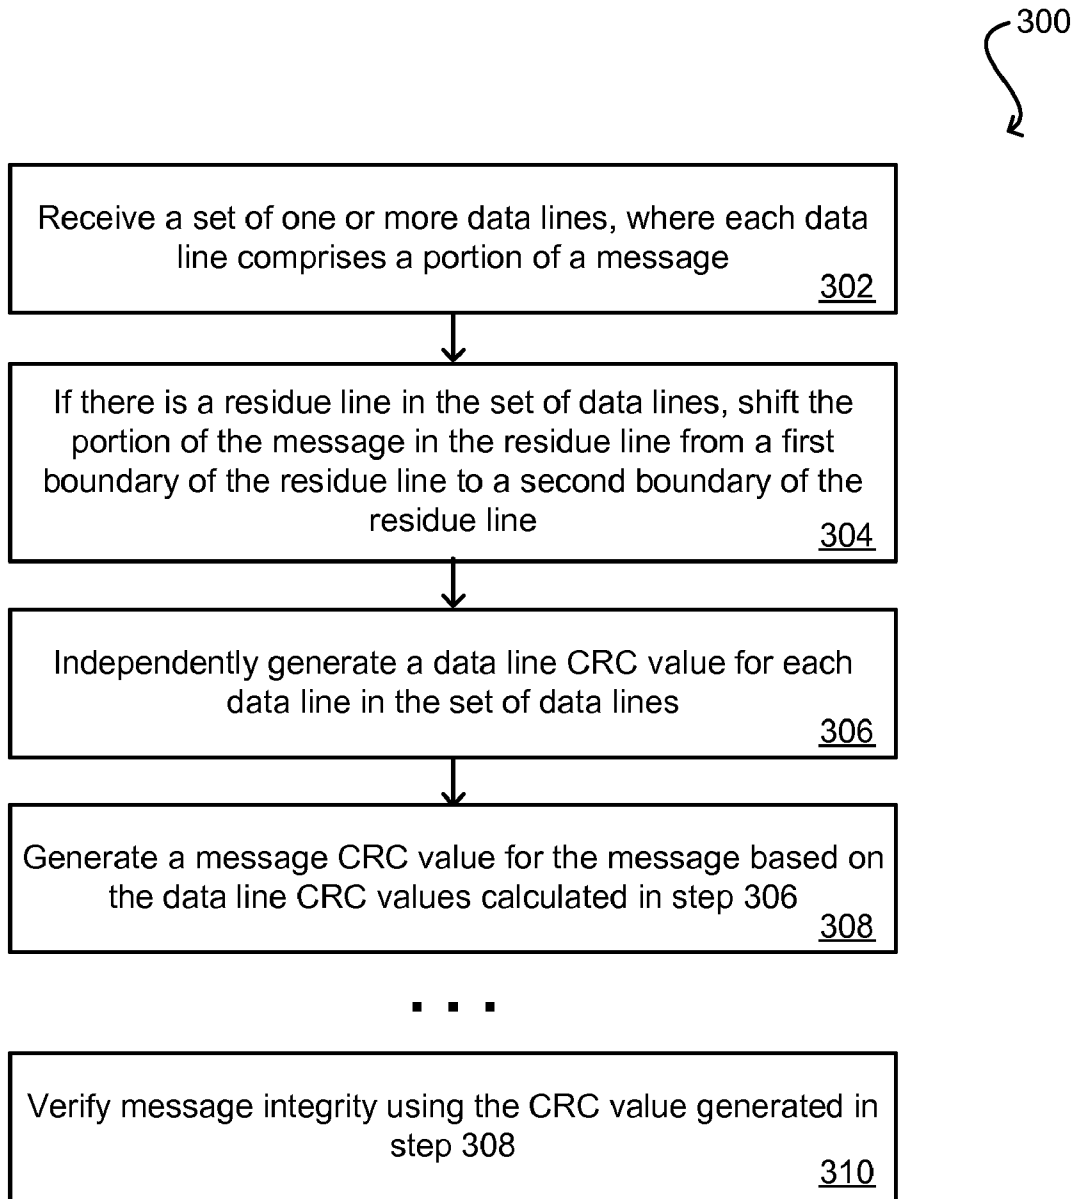 300
Receive a set of one or more data lines, where each data
line comprises a portion of a message
302
If there is a residue line in the set of data lines, shift the
portion of the message in the residue line from a first
boundary of the residue line to a second boundary of the
residue line
304
Independently generate a data line CRC value for each
data line in the set of data lines
306
Generate a message CRC value for the message based on
the data line CRC values calculated in step 306
308
. . .
Verify message integrity using the CRC value generated in
step 308
310